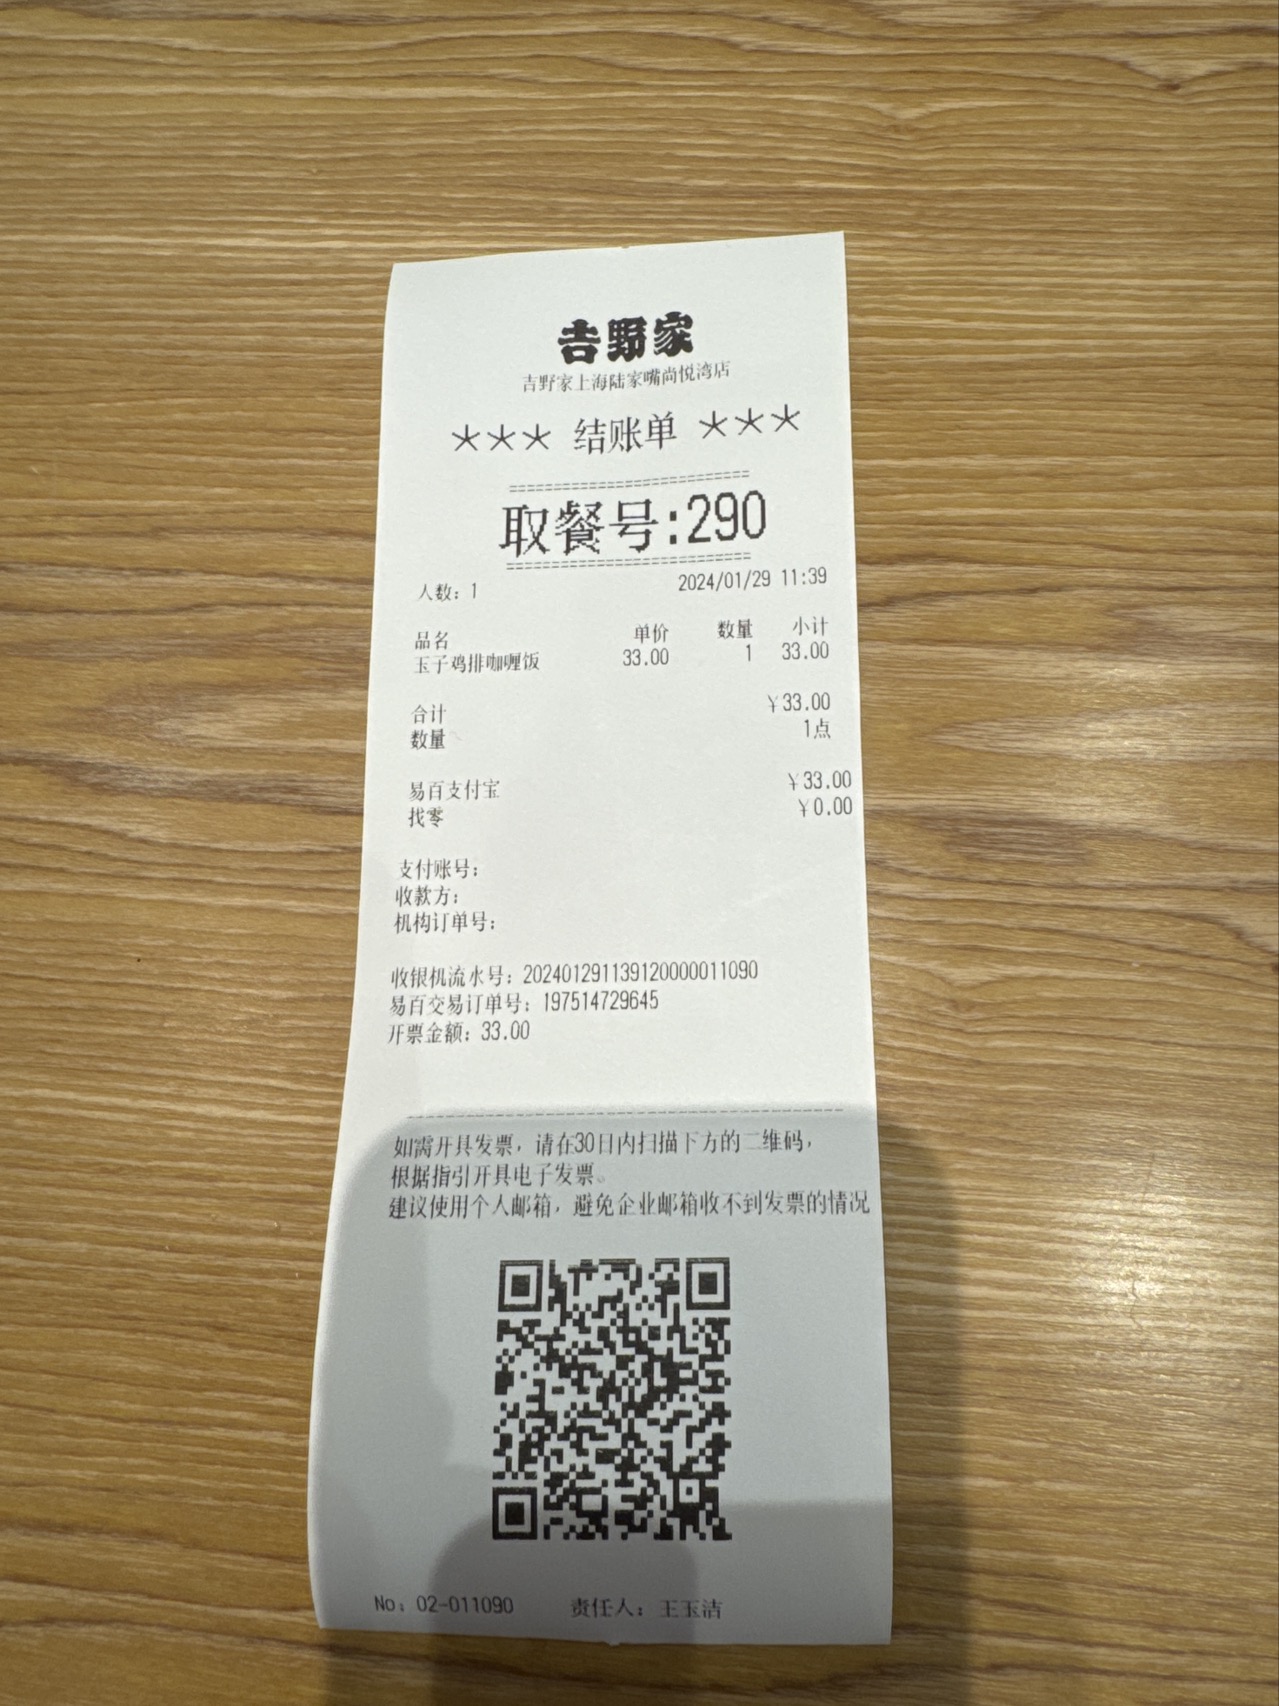 吉野家
吉野家上海陆家嘴尚悦湾店
*** 结账单 ***
==========================
取餐号:290
==========================
人数: 1 2024/01/29 11:39
品名 单价 数量 小计
玉子鸡排咖喱饭 33.00 1 33.00
合计 ¥33.00
数量 1点
易百支付宝 ¥33.00
找零 ¥0.00
支付账号:
收款方:
机构订单号:
收银机流水号: 202401291139120000011090
易百交易订单号: 197514729645
开票金额: 33.00
如需开具发票, 请在30日内扫描下方的二维码,
根据指引开具电子发票。
建议使用个人邮箱, 避免企业邮箱收不到发票的情况
No: 02-011090 责任人: 王玉洁